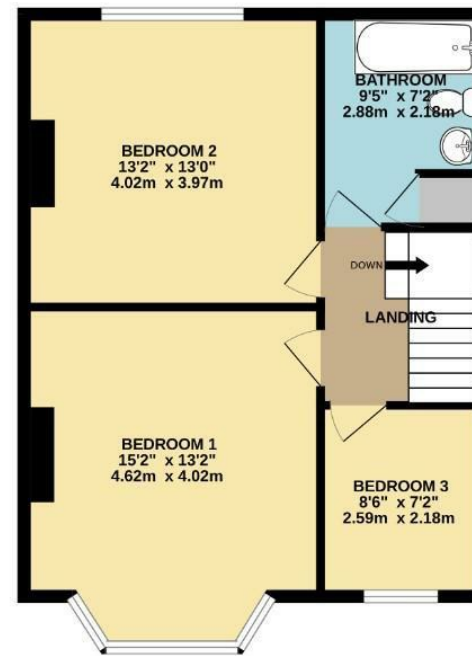 BATHROOM
9'5" x 7'2"
2.88m x 2.18m
BEDROOM 2
13'2" x 13'0"
4.02m x 3.97m
DOWN
LANDING
BEDROOM 1
15'2" x 13'2"
4.62m x 4.02m
BEDROOM 3
8'6" x 7'2"
2.59m x 2.18m